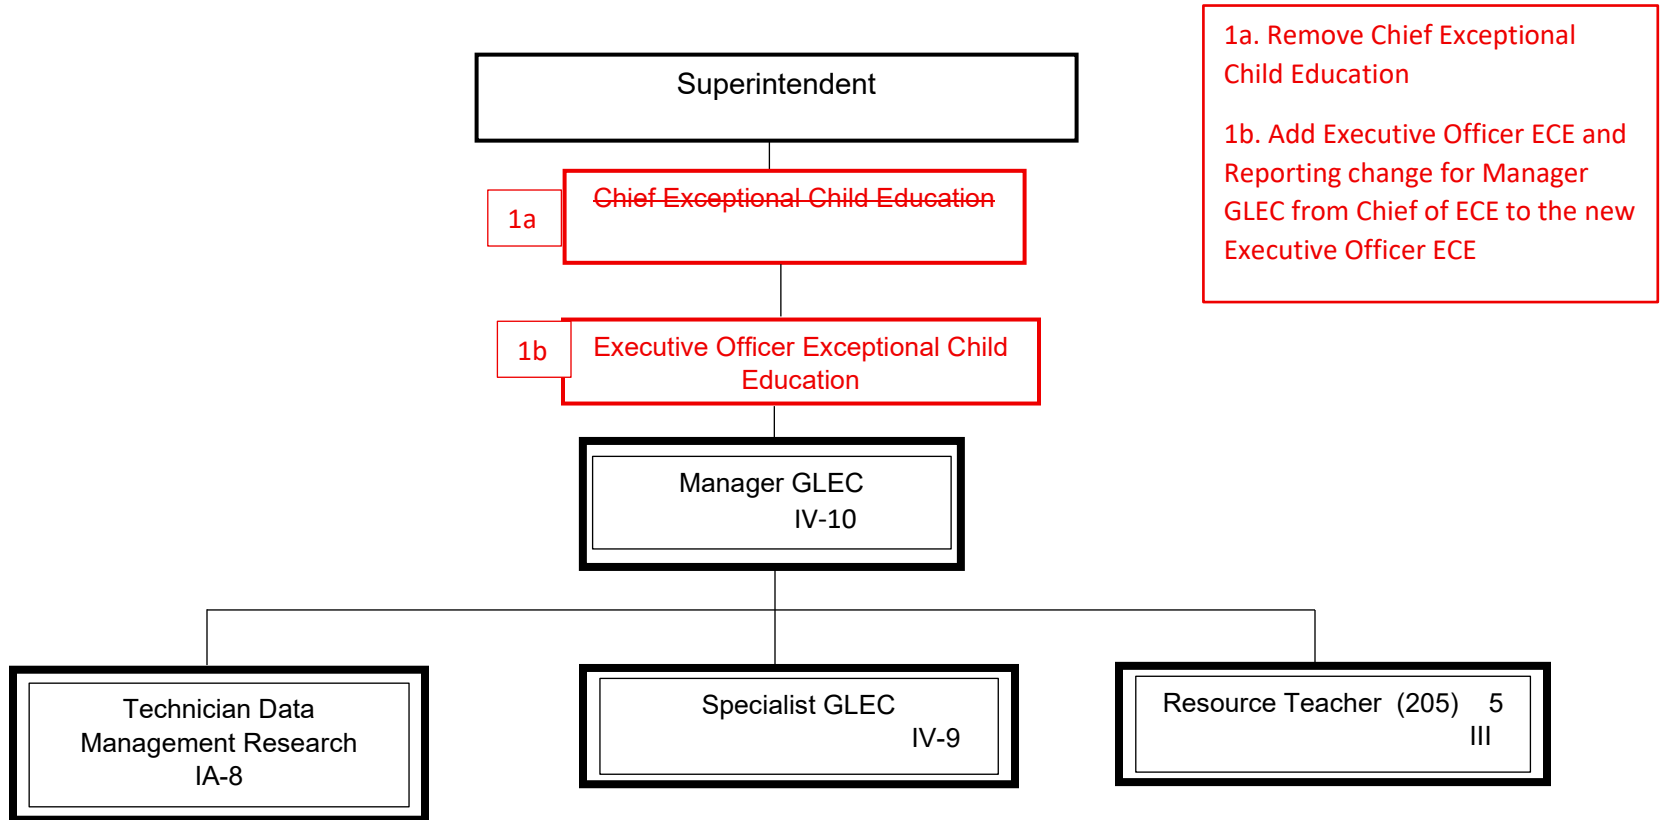 Superintendent
1a. Remove Chief Exceptional
Child Education
1b. Add Executive Officer ECE and
Reporting change for Manager
GLEC from Chief of ECE to the new
Executive Officer ECE
1a
Chief Exceptional Child Education
1b
Executive Officer Exceptional Child
Education
Manager GLEC
IV-10
Technician Data
Management Research
IA-8
Specialist GLEC
IV-9
Resource Teacher (205) 5
III